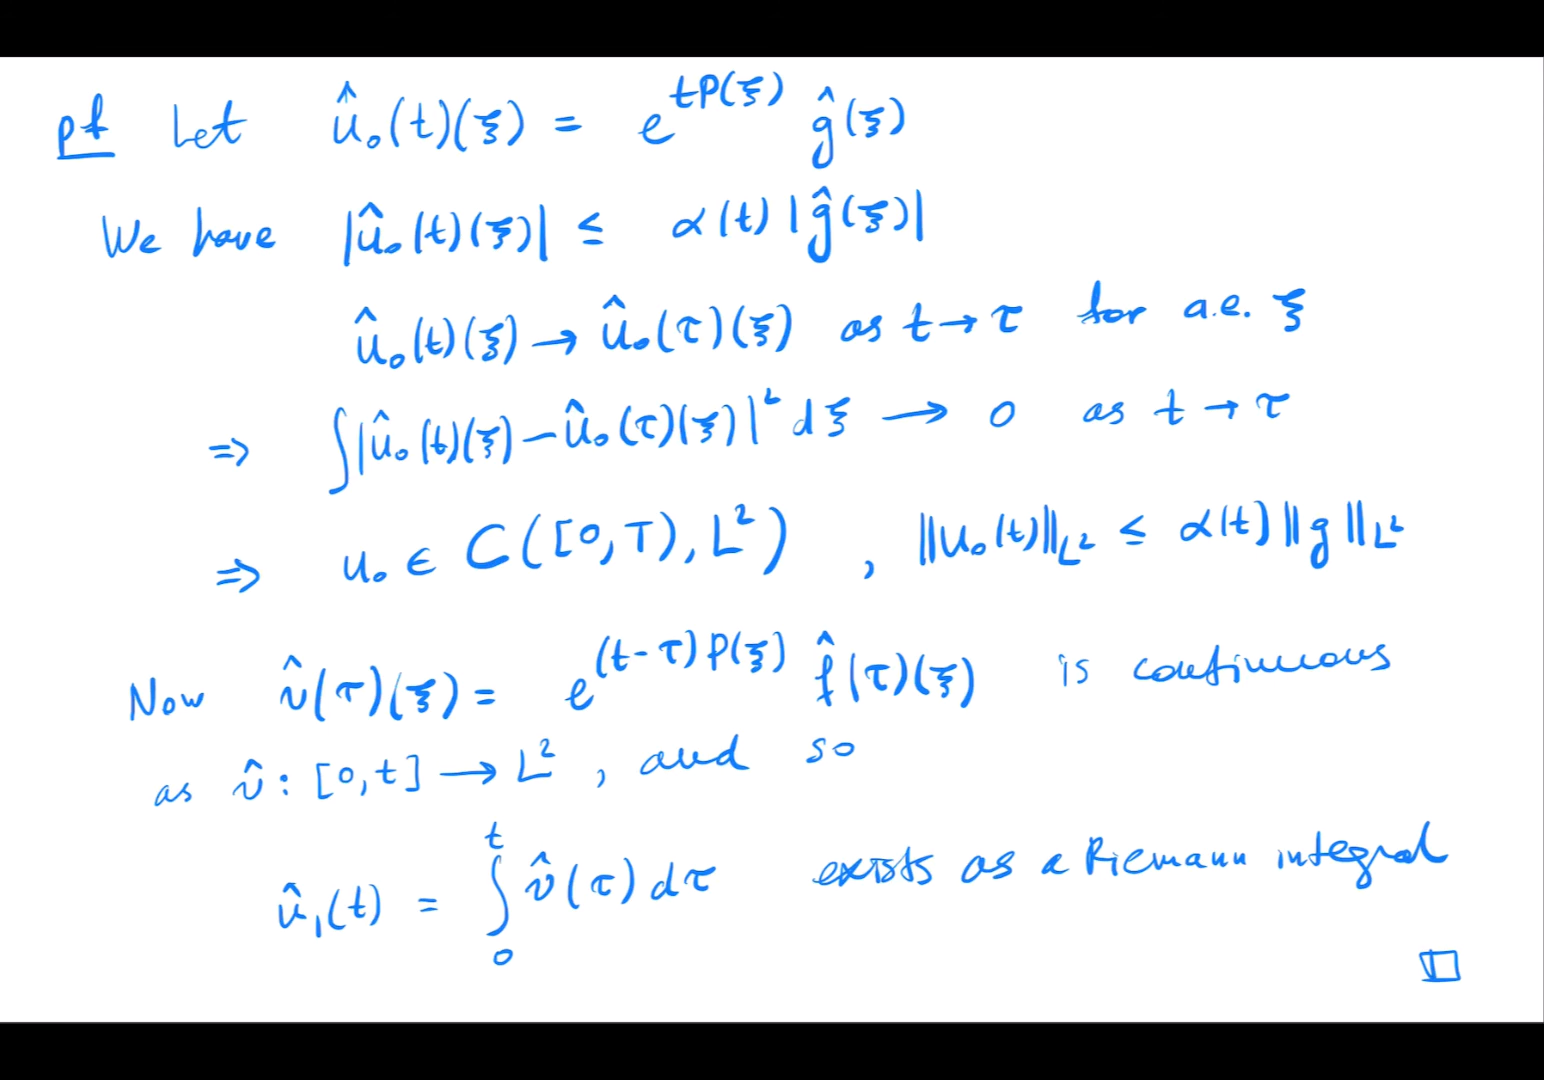 pf Let û₀(t)(ξ) = e^{tP(ξ)} ĝ(ξ)
We have |û₀(t)(ξ)| ≤ α(t) |ĝ(ξ)|
û₀(t)(ξ) → û₀(τ)(ξ) as t→τ for a.e. ξ
⇒ ∫|û₀(t)(ξ) − û₀(τ)(ξ)|² dξ → 0 as t → τ
⇒ u₀ ∈ C([0,T), L²) , ‖u₀(t)‖_{L²} ≤ α(t) ‖g‖_{L²}
Now v̂(τ)(ξ) = e^{(t-τ)P(ξ)} f̂(τ)(ξ) is continuous
as v̂ : [0,t] → L² , and so
û₁(t) = ∫₀ᵗ v̂(τ) dτ exists as a Riemann integral
□